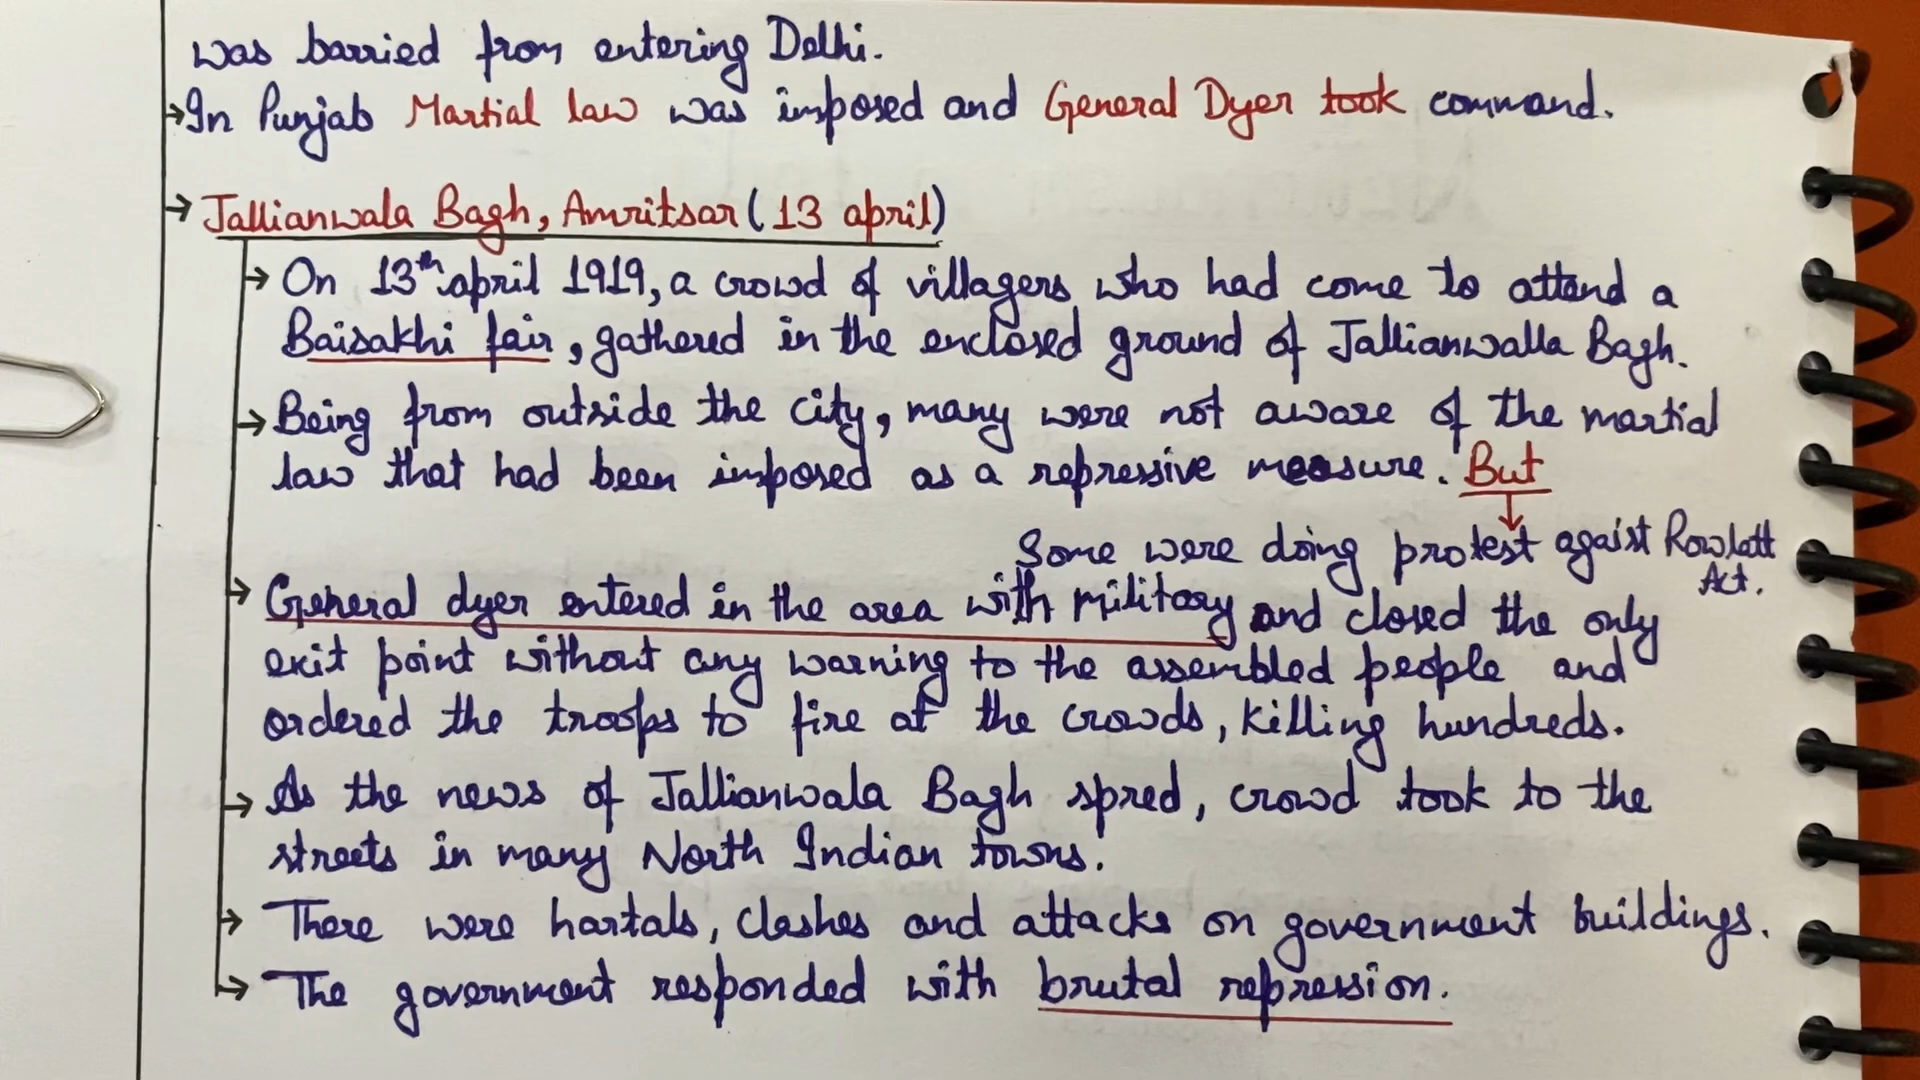 was barried from entering Delhi.
→In Punjab Martial law was imposed and General Dyer took command.
→ Jallianwala Bagh, Amritsar (13 april)
→ On 13th april 1919, a crowd of villagers who had come to attend a
Baisakhi fair, gathered in the enclosed ground of Jallianwalla Bagh.
→ Being from outside the city, many were not aware of the martial
law that had been imposed as a repressive measure. But
↓
Some were doing protest agaist Rowlatt
Act.
→ General dyer entered in the area with military and closed the only
exit point without any warning to the assembled people and
ordered the troops to fire at the crowds, killing hundreds.
→ As the news of Jallianwala Bagh spred, crowd took to the
streets in many North Indian towns.
→ There were hartals, clashes and attacks on government buildings.
→ The government responded with brutal repression.